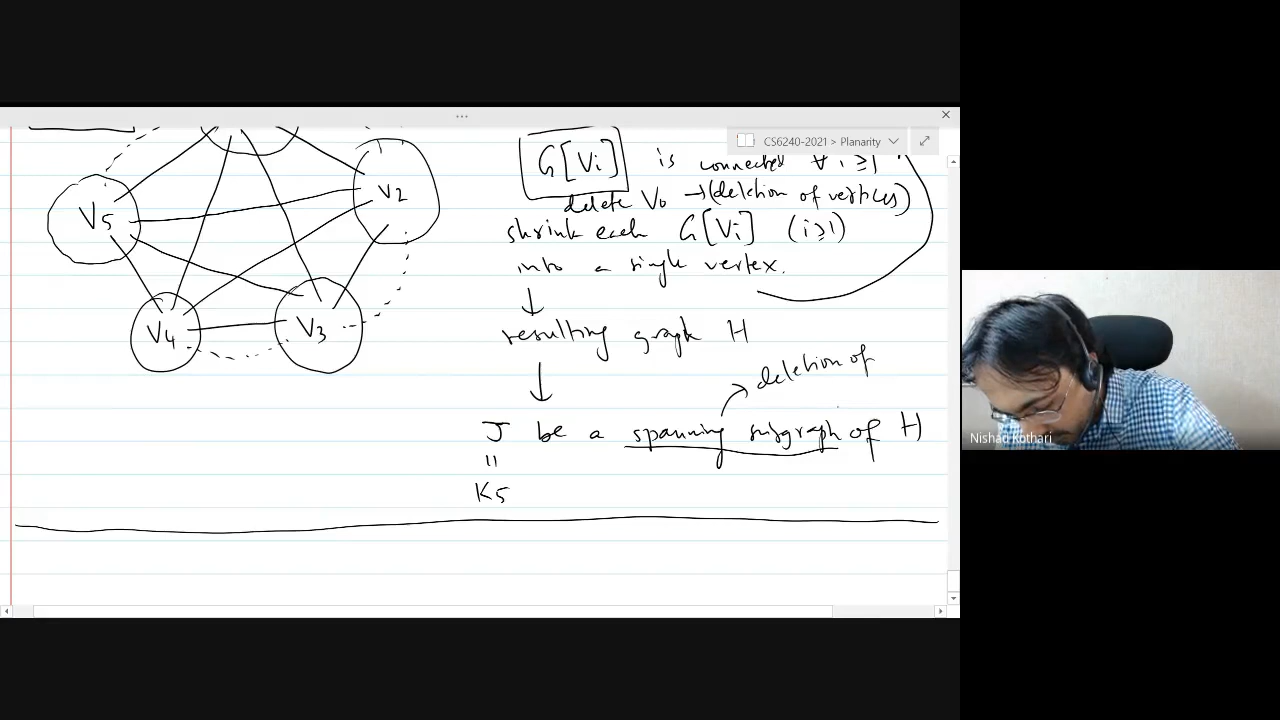 CS6240-2021 > Planarity
G[Vi] is connected ∀ i≥1
delete V0 → (deletion of vertices)
shrink each G[Vi] (i≥1)
into a single vertex.
↓
resulting graph H
↓
→ deletion of
J be a spanning subgraph of H
"
K5
V2
V5
V4
V3
Nishad Kothari